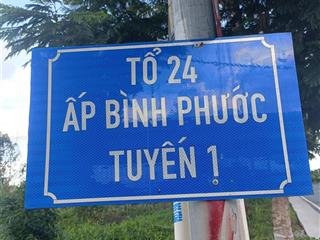 TỔ 24
ẤP BÌNH PHƯỚC
TUYẾN 1